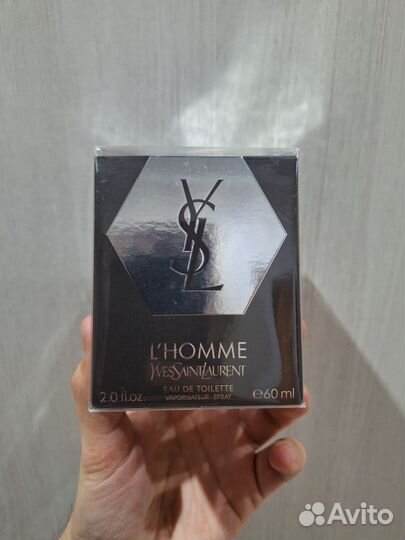 YSL
L'HOMME
YVESSAINTLAURENT
EAU DE TOILETTE
2.0 fl.oz. VAPORISATEUR - SPRAY ℮60 ml
Avito